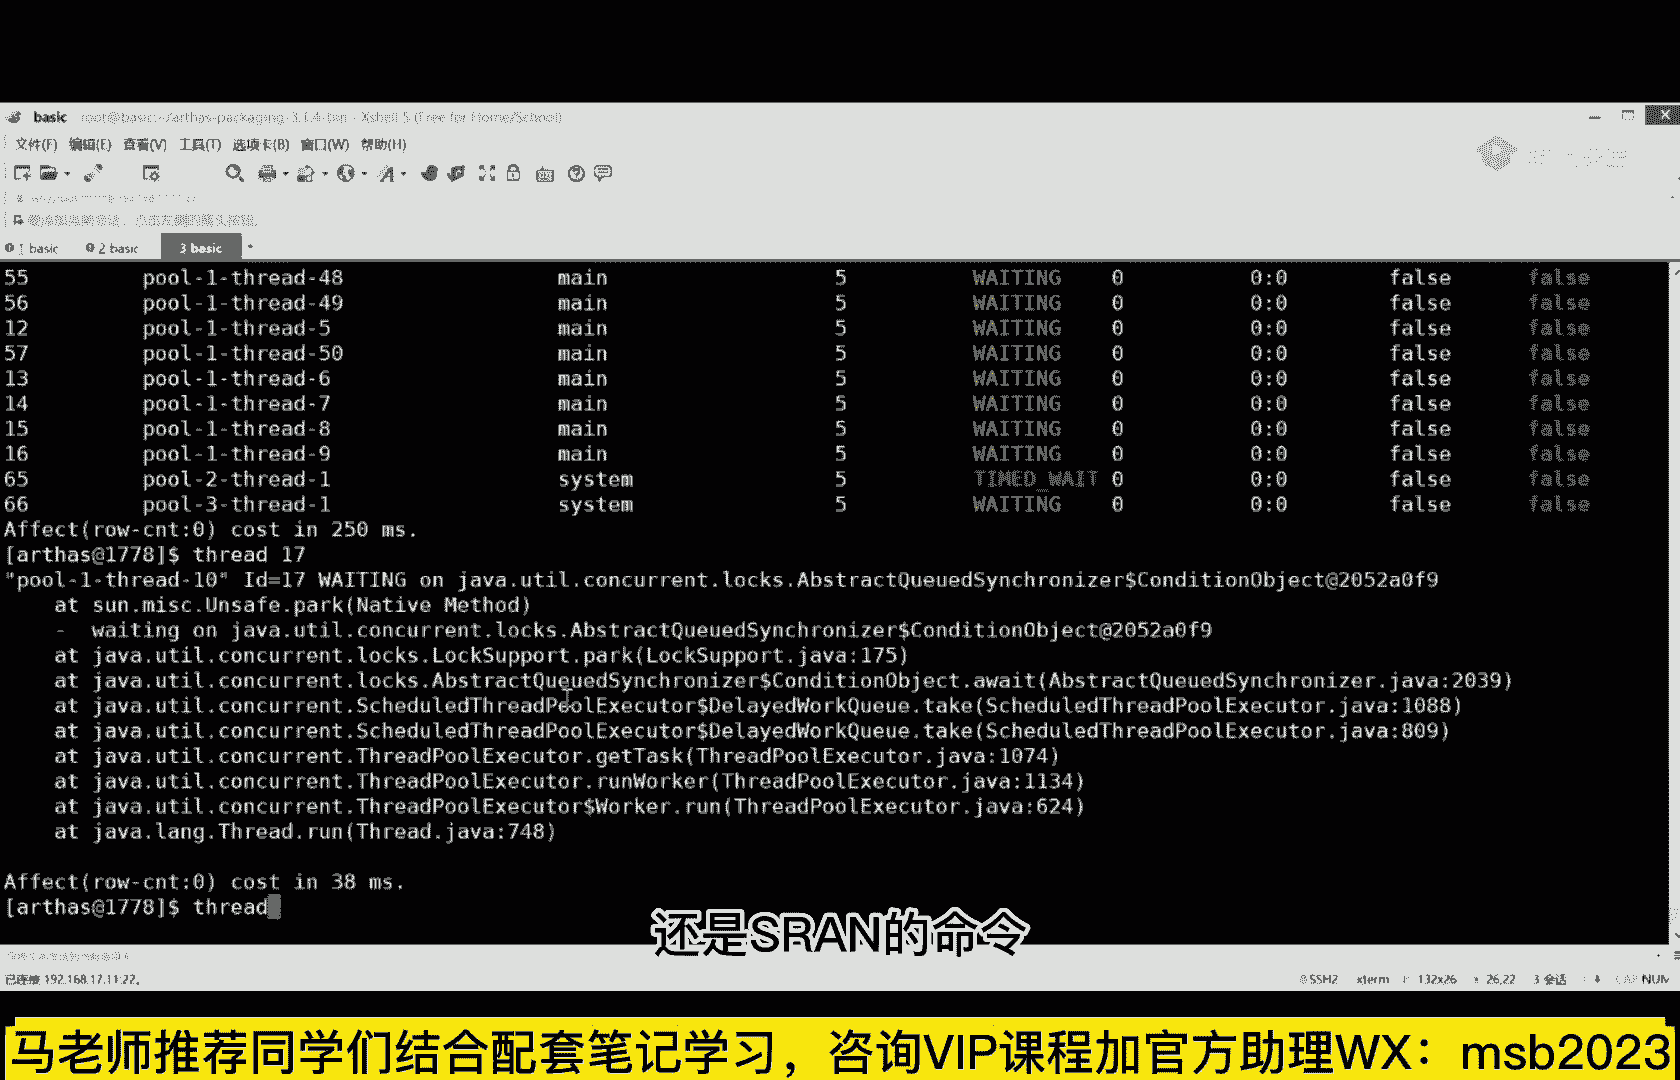 basic root@basic:~/arthas-packaging-3.1.4-bin - Xshell 5 (Free for Home/School)
文件(F) 编辑(E) 查看(V) 工具(T) 选项卡(B) 窗口(W) 帮助(H)
1 basic 2 basic 3 basic
55 pool-1-thread-48 main 5 WAITING 0 0:0 false false
56 pool-1-thread-49 main 5 WAITING 0 0:0 false false
12 pool-1-thread-5 main 5 WAITING 0 0:0 false false
57 pool-1-thread-50 main 5 WAITING 0 0:0 false false
13 pool-1-thread-6 main 5 WAITING 0 0:0 false false
14 pool-1-thread-7 main 5 WAITING 0 0:0 false false
15 pool-1-thread-8 main 5 WAITING 0 0:0 false false
16 pool-1-thread-9 main 5 WAITING 0 0:0 false false
65 pool-2-thread-1 system 5 TIMED_WAIT 0 0:0 false false
66 pool-3-thread-1 system 5 WAITING 0 0:0 false false
Affect(row-cnt:0) cost in 250 ms.
[arthas@1778]$ thread 17
"pool-1-thread-10" Id=17 WAITING on java.util.concurrent.locks.AbstractQueuedSynchronizer$ConditionObject@2052a0f9
at sun.misc.Unsafe.park(Native Method)
- waiting on java.util.concurrent.locks.AbstractQueuedSynchronizer$ConditionObject@2052a0f9
at java.util.concurrent.locks.LockSupport.park(LockSupport.java:175)
at java.util.concurrent.locks.AbstractQueuedSynchronizer$ConditionObject.await(AbstractQueuedSynchronizer.java:2039)
at java.util.concurrent.ScheduledThreadPoolExecutor$DelayedWorkQueue.take(ScheduledThreadPoolExecutor.java:1088)
at java.util.concurrent.ScheduledThreadPoolExecutor$DelayedWorkQueue.take(ScheduledThreadPoolExecutor.java:809)
at java.util.concurrent.ThreadPoolExecutor.getTask(ThreadPoolExecutor.java:1074)
at java.util.concurrent.ThreadPoolExecutor.runWorker(ThreadPoolExecutor.java:1134)
at java.util.concurrent.ThreadPoolExecutor$Worker.run(ThreadPoolExecutor.java:624)
at java.lang.Thread.run(Thread.java:748)
Affect(row-cnt:0) cost in 38 ms.
[arthas@1778]$ thread
还是SRAN的命令
已连接 192.168.17.11:22。 SSH2 xterm 132x26 26,22 3 会话 CAP NUM
马老师推荐同学们结合配套笔记学习，咨询VIP课程加官方助理WX：msb2023